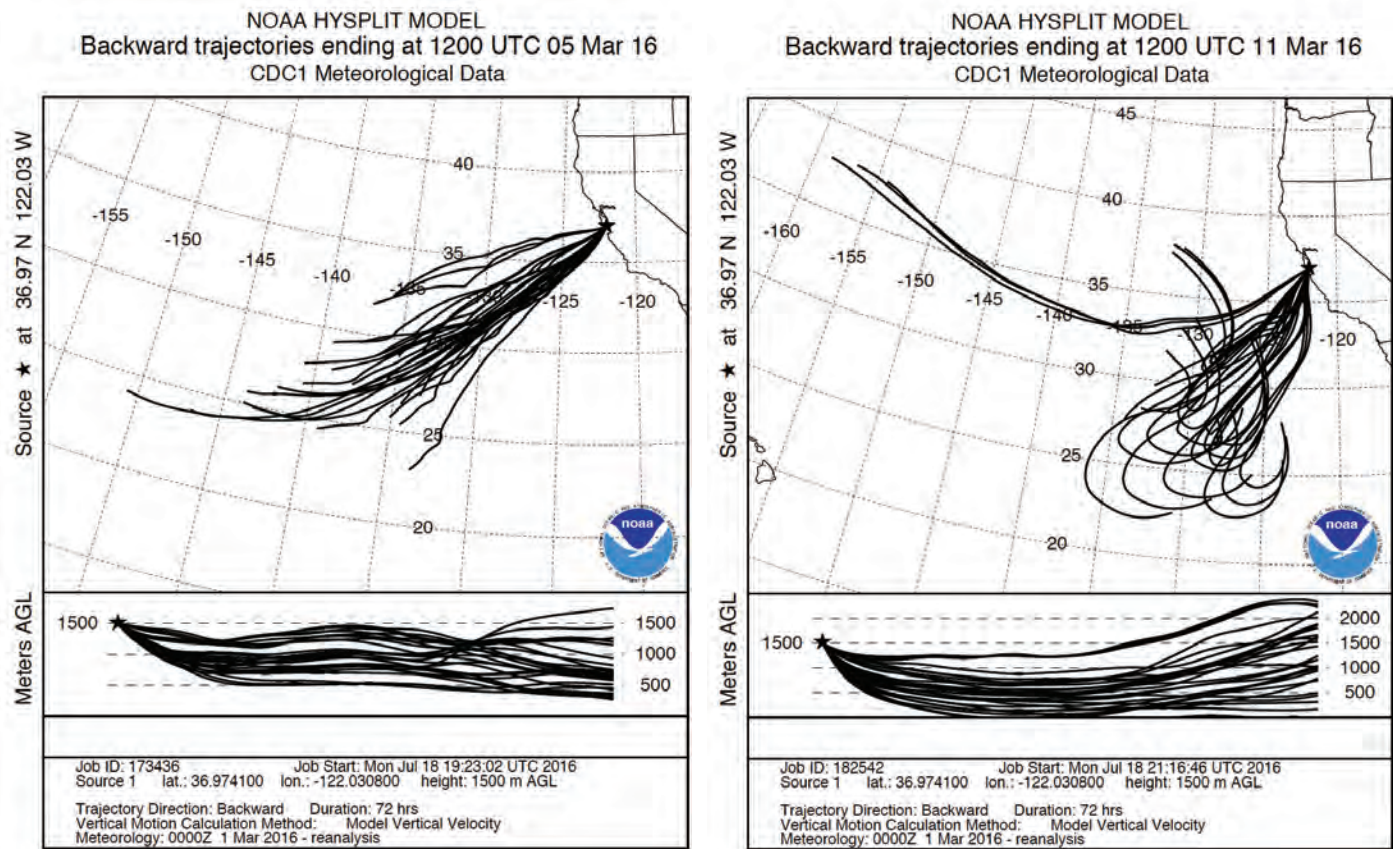 NOAA HYSPLIT MODEL
Backward trajectories ending at 1200 UTC 05 Mar 16
CDC1 Meteorological Data
Source ★ at 36.97 N 122.03 W
40
-155
-150
-145
-140
35
-135
-130
-125
-120
25
20
noaa
Meters AGL
1500
1500
1000
500
Job ID: 173436 Job Start: Mon Jul 18 19:23:02 UTC 2016
Source 1 lat.: 36.974100 lon.: -122.030800 height: 1500 m AGL
Trajectory Direction: Backward Duration: 72 hrs
Vertical Motion Calculation Method: Model Vertical Velocity
Meteorology: 0000Z 1 Mar 2016 - reanalysis
NOAA HYSPLIT MODEL
Backward trajectories ending at 1200 UTC 11 Mar 16
CDC1 Meteorological Data
Source ★ at 36.97 N 122.03 W
45
40
-160
-155
-150
-145
35
-140
-135
-130
-120
30
25
20
noaa
Meters AGL
1500
2000
1500
1000
500
Job ID: 182542 Job Start: Mon Jul 18 21:16:46 UTC 2016
Source 1 lat.: 36.974100 lon.: -122.030800 height: 1500 m AGL
Trajectory Direction: Backward Duration: 72 hrs
Vertical Motion Calculation Method: Model Vertical Velocity
Meteorology: 0000Z 1 Mar 2016 - reanalysis